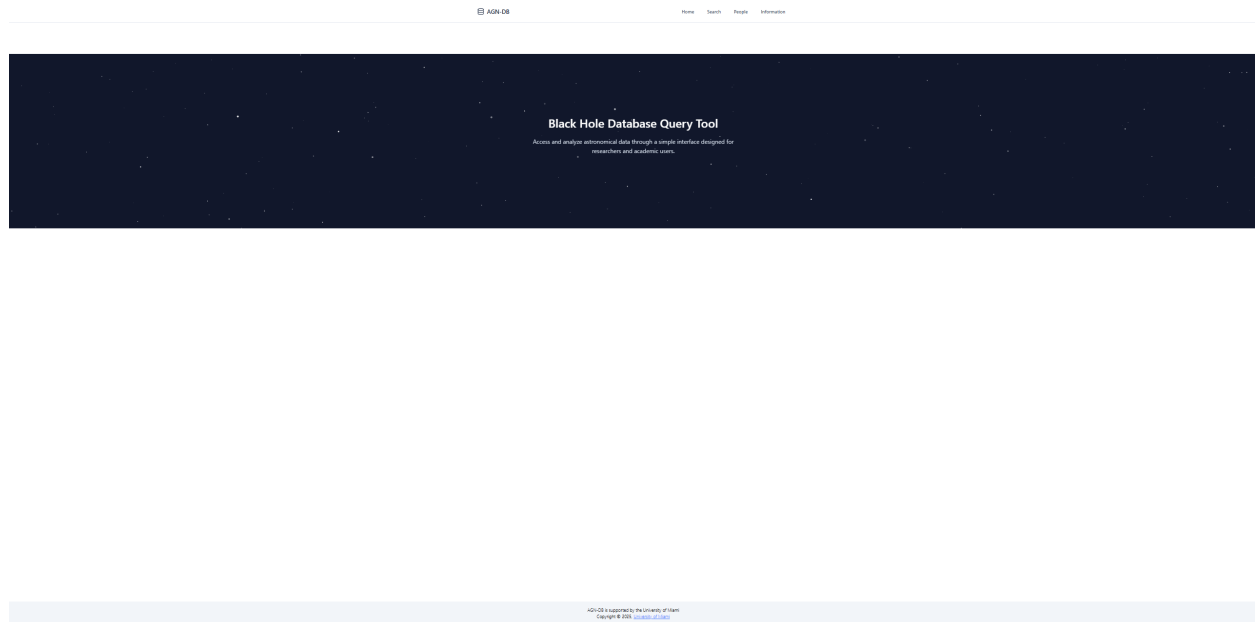 AGN-DB
Home Search People Information
Black Hole Database Query Tool
Access and analyze astronomical data through a simple interface designed for
researchers and academic users.
AGN-DB is supported by the University of Miami
Copyright © 2025. University of Miami